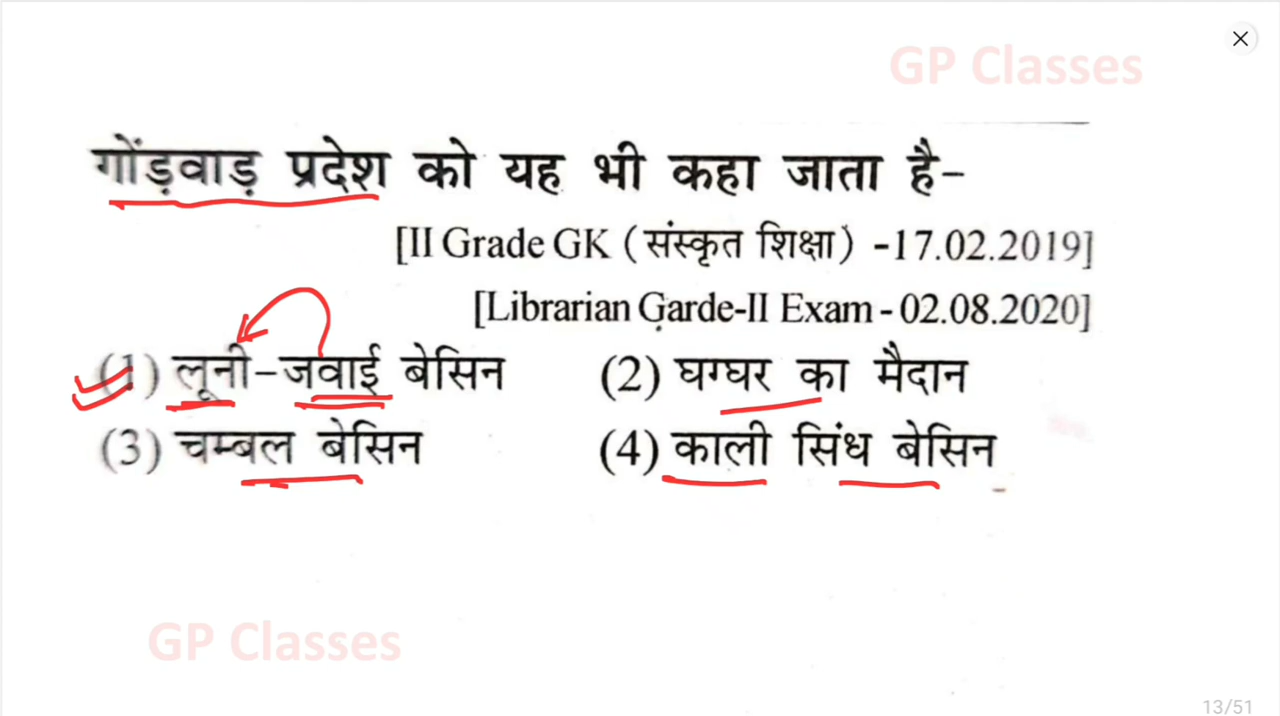 GP Classes
गोंड़वाड़ प्रदेश को यह भी कहा जाता है-
[II Grade GK (संस्कृत शिक्षा) -17.02.2019]
[Librarian Garde-II Exam - 02.08.2020]
(1) लूनी-जवाई बेसिन (2) घग्घर का मैदान
(3) चम्बल बेसिन (4) काली सिंध बेसिन
GP Classes
13/51